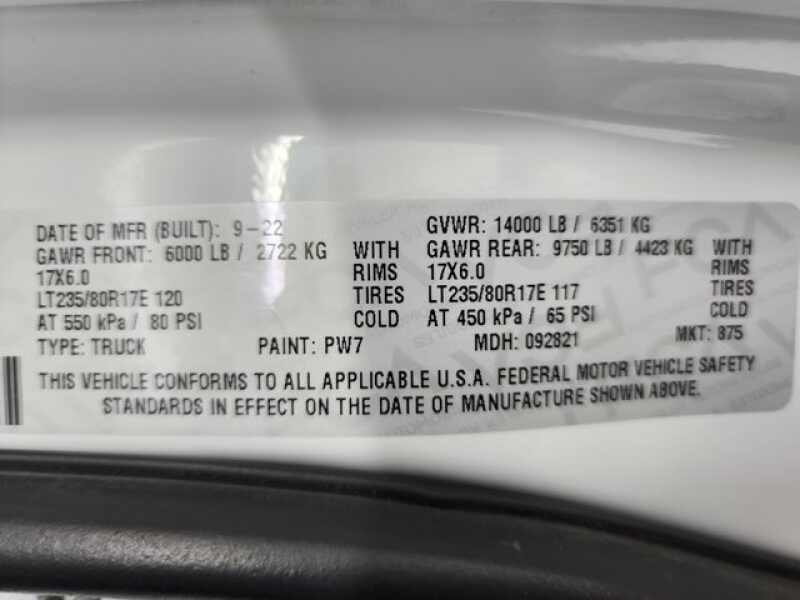 DATE OF MFR (BUILT): 9-22 GVWR: 14000 LB / 6351 KG
GAWR FRONT: 6000 LB / 2722 KG WITH GAWR REAR: 9750 LB / 4423 KG WITH
17X6.0 RIMS 17X6.0 RIMS
LT235/80R17E 120 TIRES LT235/80R17E 117 TIRES
AT 550 kPa / 80 PSI COLD AT 450 kPa / 65 PSI COLD
TYPE: TRUCK PAINT: PW7 MDH: 092821 MKT: 875
THIS VEHICLE CONFORMS TO ALL APPLICABLE U.S.A. FEDERAL MOTOR VEHICLE SAFETY
STANDARDS IN EFFECT ON THE DATE OF MANUFACTURE SHOWN ABOVE.